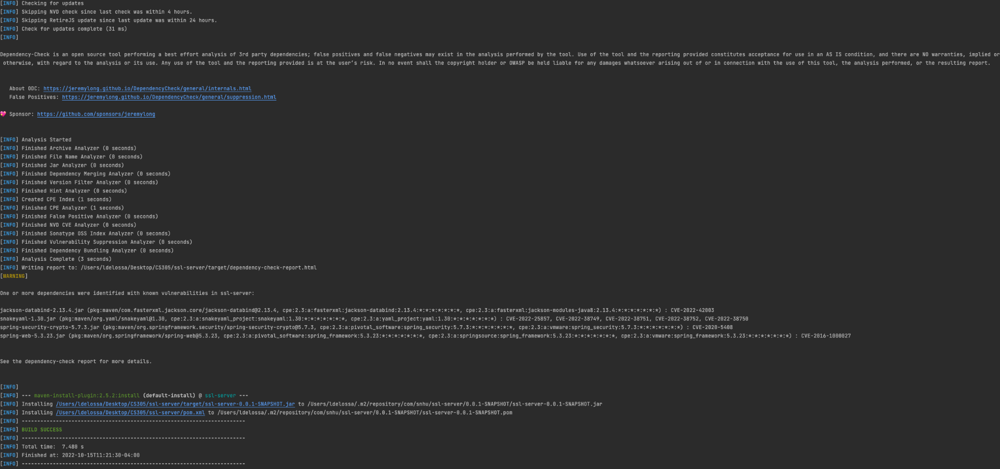 [INFO] Checking for updates
[INFO] Skipping NVD check since last check was within 4 hours.
[INFO] Skipping RetireJS update since last update was within 24 hours.
[INFO] Check for updates complete (31 ms)
[INFO]
Dependency-Check is an open source tool performing a best effort analysis of 3rd party dependencies; false positives and false negatives may exist in the analysis performed by the tool. Use of the tool and the reporting provided constitutes acceptance for use in an AS IS condition, and there are NO warranties, implied or
otherwise, with regard to the analysis or its use. Any use of the tool and the reporting provided is at the user’s risk. In no event shall the copyright holder or OWASP be held liable for any damages whatsoever arising out of or in connection with the use of this tool, the analysis performed, or the resulting report.
About ODC: https://jeremylong.github.io/DependencyCheck/general/internals.html
False Positives: https://jeremylong.github.io/DependencyCheck/general/suppression.html
💖 Sponsor: https://github.com/sponsors/jeremylong
[INFO] Analysis Started
[INFO] Finished Archive Analyzer (0 seconds)
[INFO] Finished File Name Analyzer (0 seconds)
[INFO] Finished Jar Analyzer (0 seconds)
[INFO] Finished Dependency Merging Analyzer (0 seconds)
[INFO] Finished Version Filter Analyzer (0 seconds)
[INFO] Finished Hint Analyzer (0 seconds)
[INFO] Created CPE Index (1 seconds)
[INFO] Finished CPE Analyzer (1 seconds)
[INFO] Finished False Positive Analyzer (0 seconds)
[INFO] Finished NVD CVE Analyzer (0 seconds)
[INFO] Finished Sonatype OSS Index Analyzer (0 seconds)
[INFO] Finished Vulnerability Suppression Analyzer (0 seconds)
[INFO] Finished Dependency Bundling Analyzer (0 seconds)
[INFO] Analysis Complete (3 seconds)
[INFO] Writing report to: /Users/ldelossa/Desktop/CS305/ssl-server/target/dependency-check-report.html
[WARNING]
One or more dependencies were identified with known vulnerabilities in ssl-server:
jackson-databind-2.13.4.jar (pkg:maven/com.fasterxml.jackson.core/jackson-databind@2.13.4, cpe:2.3:a:fasterxml:jackson-databind:2.13.4:*:*:*:*:*:*:*, cpe:2.3:a:fasterxml:jackson-modules-java8:2.13.4:*:*:*:*:*:*:*) : CVE-2022-42003
snakeyaml-1.30.jar (pkg:maven/org.yaml/snakeyaml@1.30, cpe:2.3:a:snakeyaml_project:snakeyaml:1.30:*:*:*:*:*:*:*, cpe:2.3:a:yaml_project:yaml:1.30:*:*:*:*:*:*:*) : CVE-2022-25857, CVE-2022-38749, CVE-2022-38751, CVE-2022-38752, CVE-2022-38750
spring-security-crypto-5.7.3.jar (pkg:maven/org.springframework.security/spring-security-crypto@5.7.3, cpe:2.3:a:pivotal_software:spring_security:5.7.3:*:*:*:*:*:*:*, cpe:2.3:a:vmware:spring_security:5.7.3:*:*:*:*:*:*:*) : CVE-2020-5408
spring-web-5.3.23.jar (pkg:maven/org.springframework/spring-web@5.3.23, cpe:2.3:a:pivotal_software:spring_framework:5.3.23:*:*:*:*:*:*:*, cpe:2.3:a:springsource:spring_framework:5.3.23:*:*:*:*:*:*:*, cpe:2.3:a:vmware:spring_framework:5.3.23:*:*:*:*:*:*:*) : CVE-2016-1000027
See the dependency-check report for more details.
[INFO]
[INFO] --- maven-install-plugin:2.5.2:install (default-install) @ ssl-server ---
[INFO] Installing /Users/ldelossa/Desktop/CS305/ssl-server/target/ssl-server-0.0.1-SNAPSHOT.jar to /Users/ldelossa/.m2/repository/com/snhu/ssl-server/0.0.1-SNAPSHOT/ssl-server-0.0.1-SNAPSHOT.jar
[INFO] Installing /Users/ldelossa/Desktop/CS305/ssl-server/pom.xml to /Users/ldelossa/.m2/repository/com/snhu/ssl-server/0.0.1-SNAPSHOT/ssl-server-0.0.1-SNAPSHOT.pom
[INFO] ------------------------------------------------------------------------
[INFO] BUILD SUCCESS
[INFO] ------------------------------------------------------------------------
[INFO] Total time:  7.480 s
[INFO] Finished at: 2022-10-15T11:21:30-04:00
[INFO] ------------------------------------------------------------------------